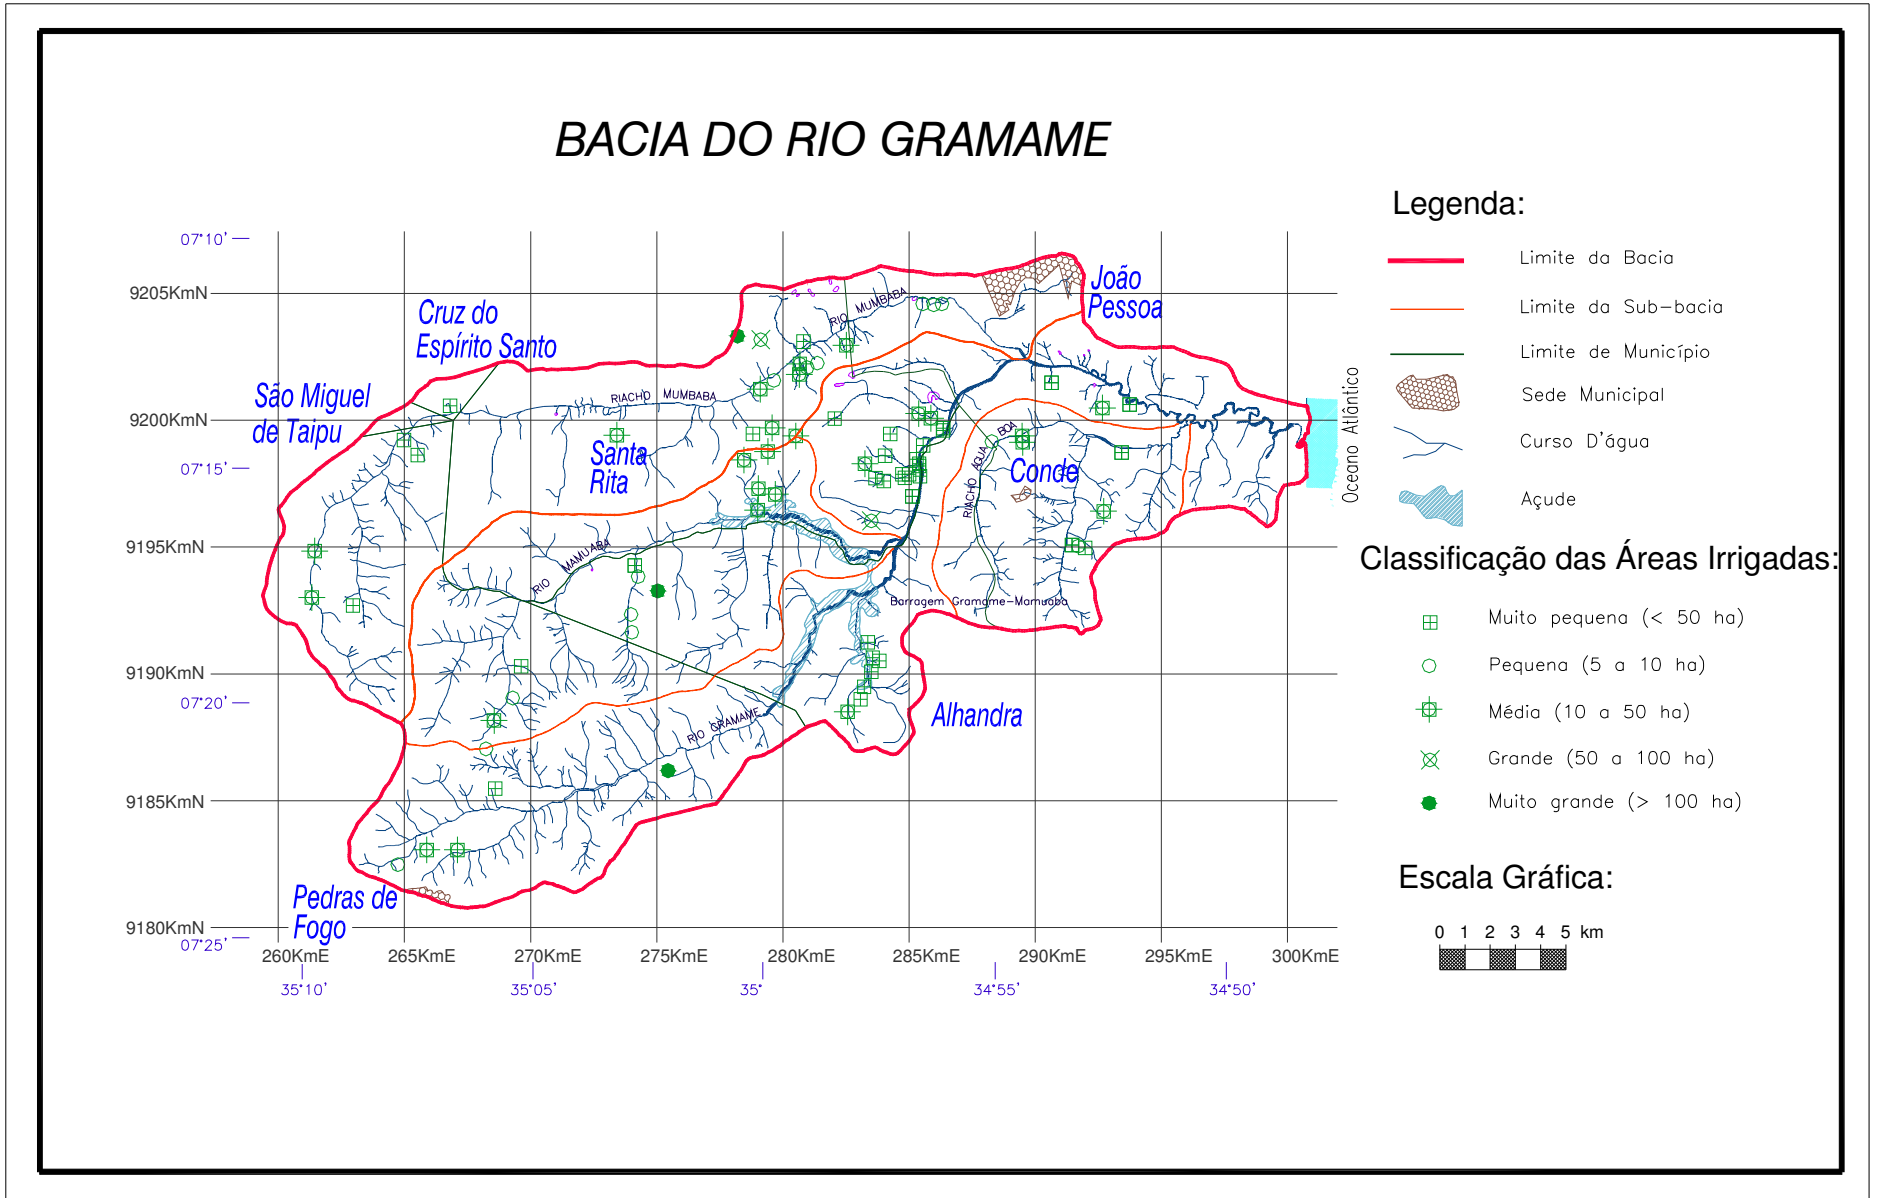 BACIA DO RIO GRAMAME
07°10'
9205KmN
9200KmN
07°15'
9195KmN
9190KmN
07°20'
9185KmN
9180KmN
07°25'
260KmE
265KmE
270KmE
275KmE
280KmE
285KmE
290KmE
295KmE
300KmE
35°10'
35°05'
35°
34°55'
34°50'
João
Pessoa
Cruz do
Espírito Santo
São Miguel
de Taipu
Santa
Rita
Conde
Alhandra
Pedras de
Fogo
RIO MUMBABA
RIACHO MUMBABA
RIACHO ÁGUA BOA
RIO MAMUABA
RIO GRAMAME
Barragem Gramame-Mamuaba
Oceano Atlântico
Legenda:
Limite da Bacia
Limite da Sub-bacia
Limite de Município
Sede Municipal
Curso D'água
Açude
Classificação das Áreas Irrigadas:
Muito pequena (< 50 ha)
Pequena (5 a 10 ha)
Média (10 a 50 ha)
Grande (50 a 100 ha)
Muito grande (> 100 ha)
Escala Gráfica:
0 1 2 3 4 5 km